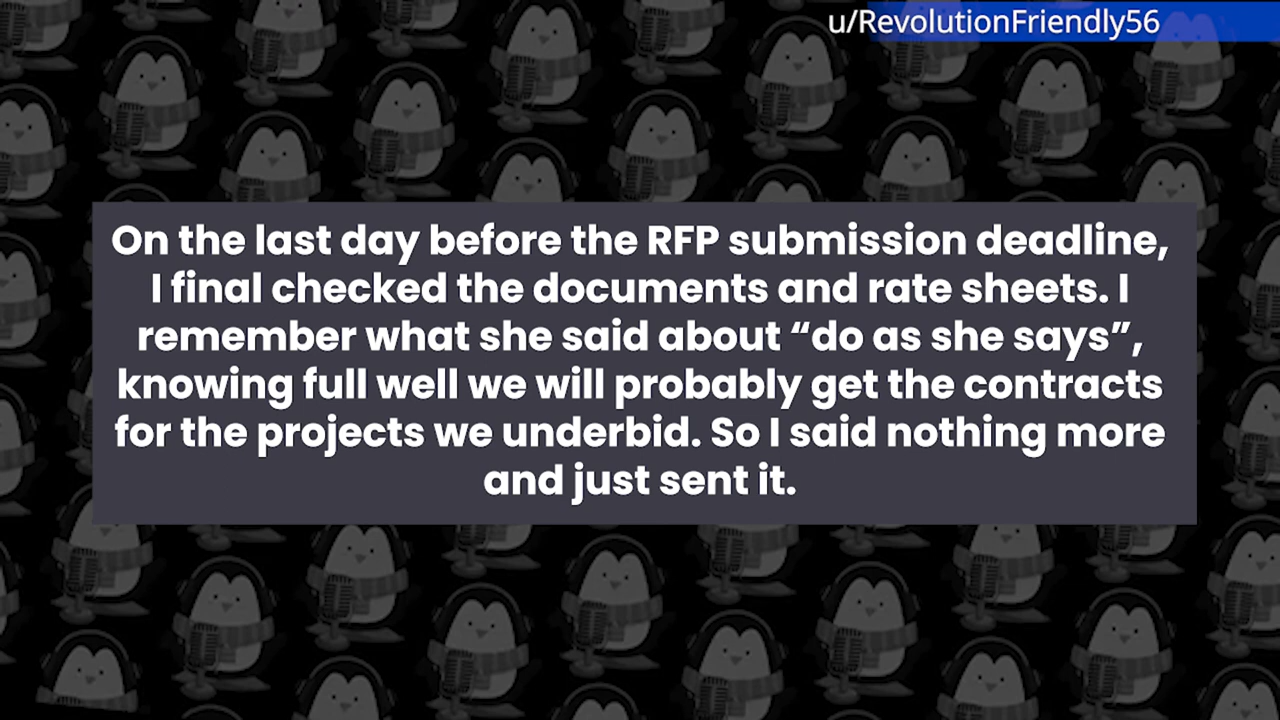 u/RevolutionFriendly56
On the last day before the RFP submission deadline,
I final checked the documents and rate sheets. I
remember what she said about “do as she says”,
knowing full well we will probably get the contracts
for the projects we underbid. So I said nothing more
and just sent it.